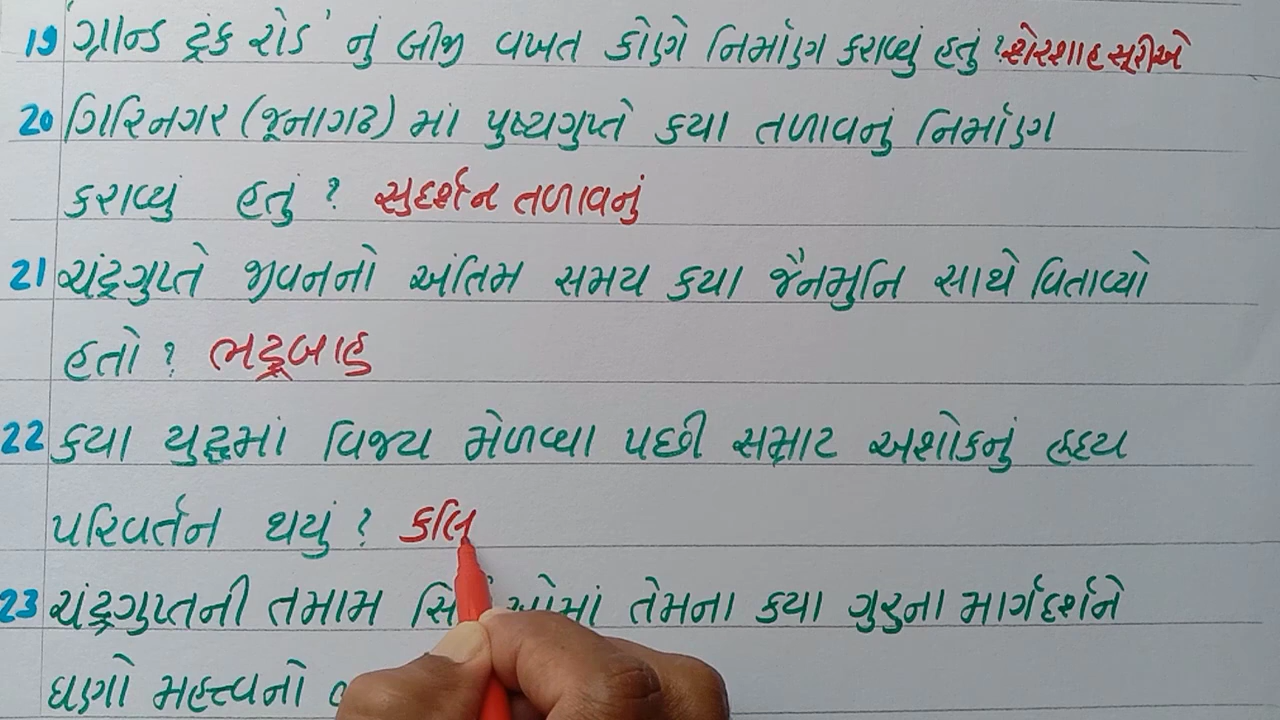 19 'ગ્રાન્ડ ટ્રંક રોડ' નું બીજી વખત કોણે નિર્માણ કરાવ્યું હતું ? શેરશાહ સૂરીએ
20 ગિરિનગર (જૂનાગઢ) માં પુષ્યગુપ્તે કયા તળાવનું નિર્માણ
કરાવ્યું હતું ? સુદર્શન તળાવનું
21 ચંદ્રગુપ્તે જીવનનો અંતિમ સમય કયા જૈનમુનિ સાથે વિતાવ્યો
હતો ? ભદ્રબાહુ
22 કયા યુદ્ધમાં વિજય મેળવ્યા પછી સમ્રાટ અશોકનું હૃદય
પરિવર્તન થયું ? કલિ
23 ચંદ્રગુપ્તની તમામ તેમના કયા ગુરુના માર્ગદર્શને
ઘણો મહત્ત્વનો